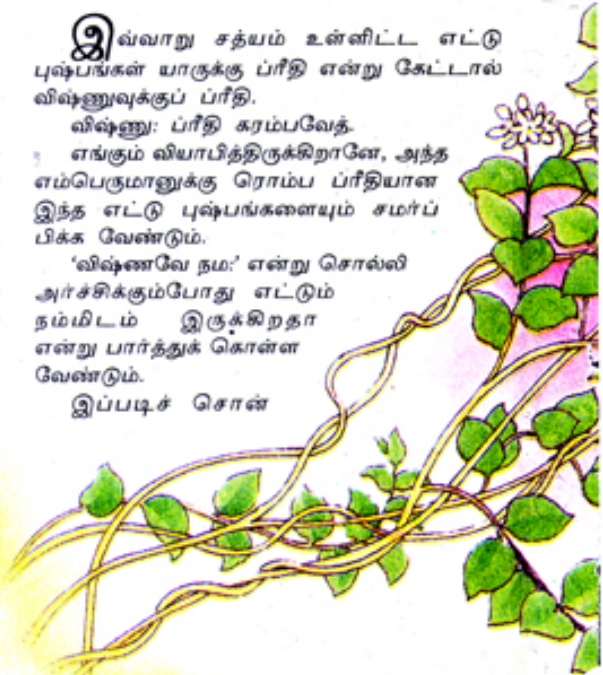 இவ்வாறு சத்யம் உள்ளிட்ட எட்டு
புஷ்பங்கள் யாருக்கு ப்ரீதி என்று கேட்டால்
விஷ்ணுவுக்குப் ப்ரீதி.
விஷ்ணு: ப்ரீதி கரம்பவேத்.
எங்கும் வியாபித்திருக்கிறானே, அந்த
எம்பெருமானுக்கு ரொம்ப ப்ரீதியான
இந்த எட்டு புஷ்பங்களையும் சமர்ப்
பிக்க வேண்டும்.
‘விஷ்ணவே நம:’ என்று சொல்லி
அர்ச்சிக்கும்போது எட்டும்
நம்மிடம் இருக்கிறதா
என்று பார்த்துக் கொள்ள
வேண்டும்.
இப்படிச் சொன்